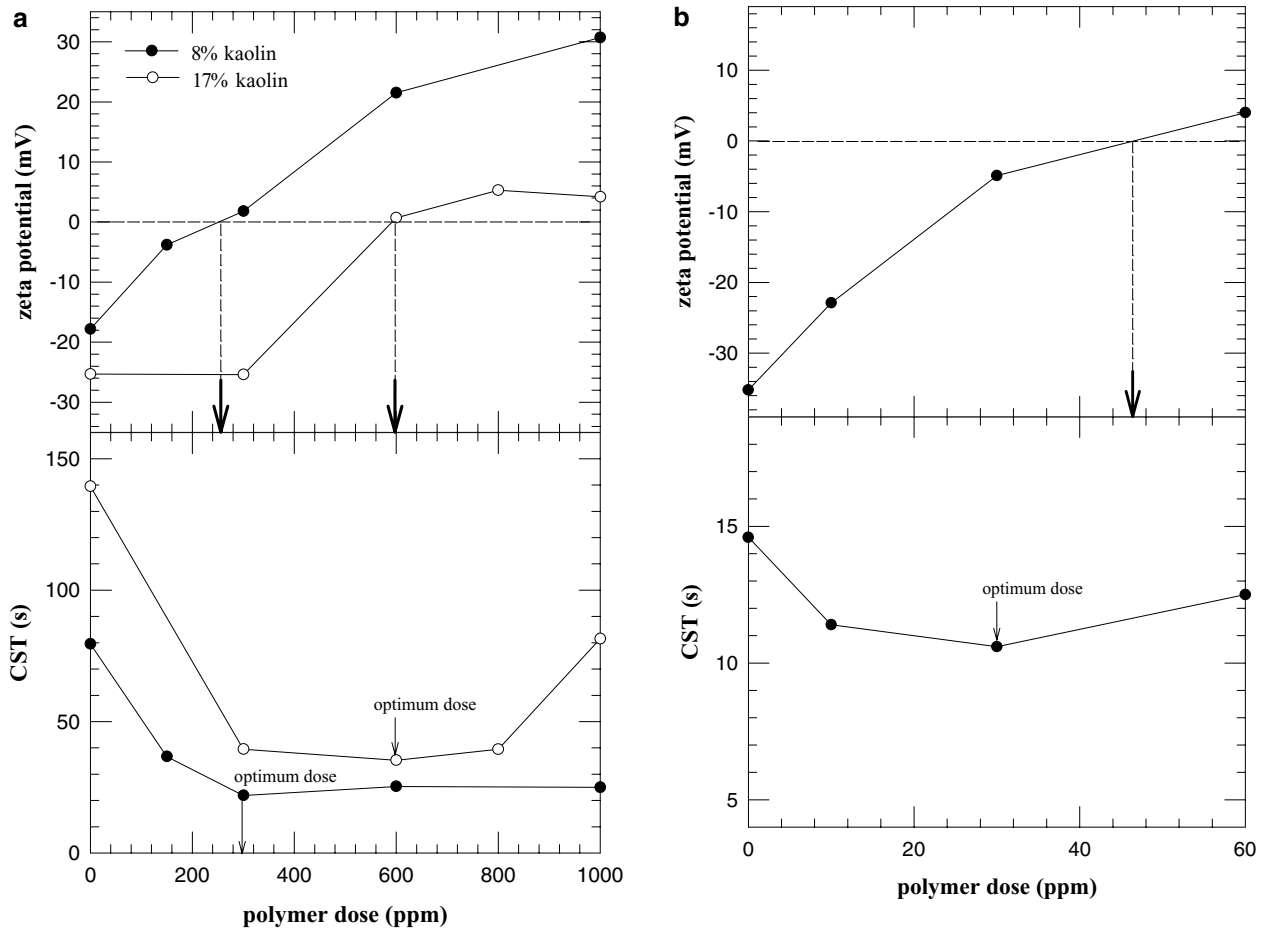 a
8% kaolin
17% kaolin
zeta potential (mV)
30
20
10
0
-10
-20
-30
CST (s)
150
100
50
0
optimum dose
optimum dose
0 200 400 600 800 1000
polymer dose (ppm)
b
zeta potential (mV)
10
0
-10
-20
-30
CST (s)
15
10
5
optimum dose
0 20 40 60
polymer dose (ppm)